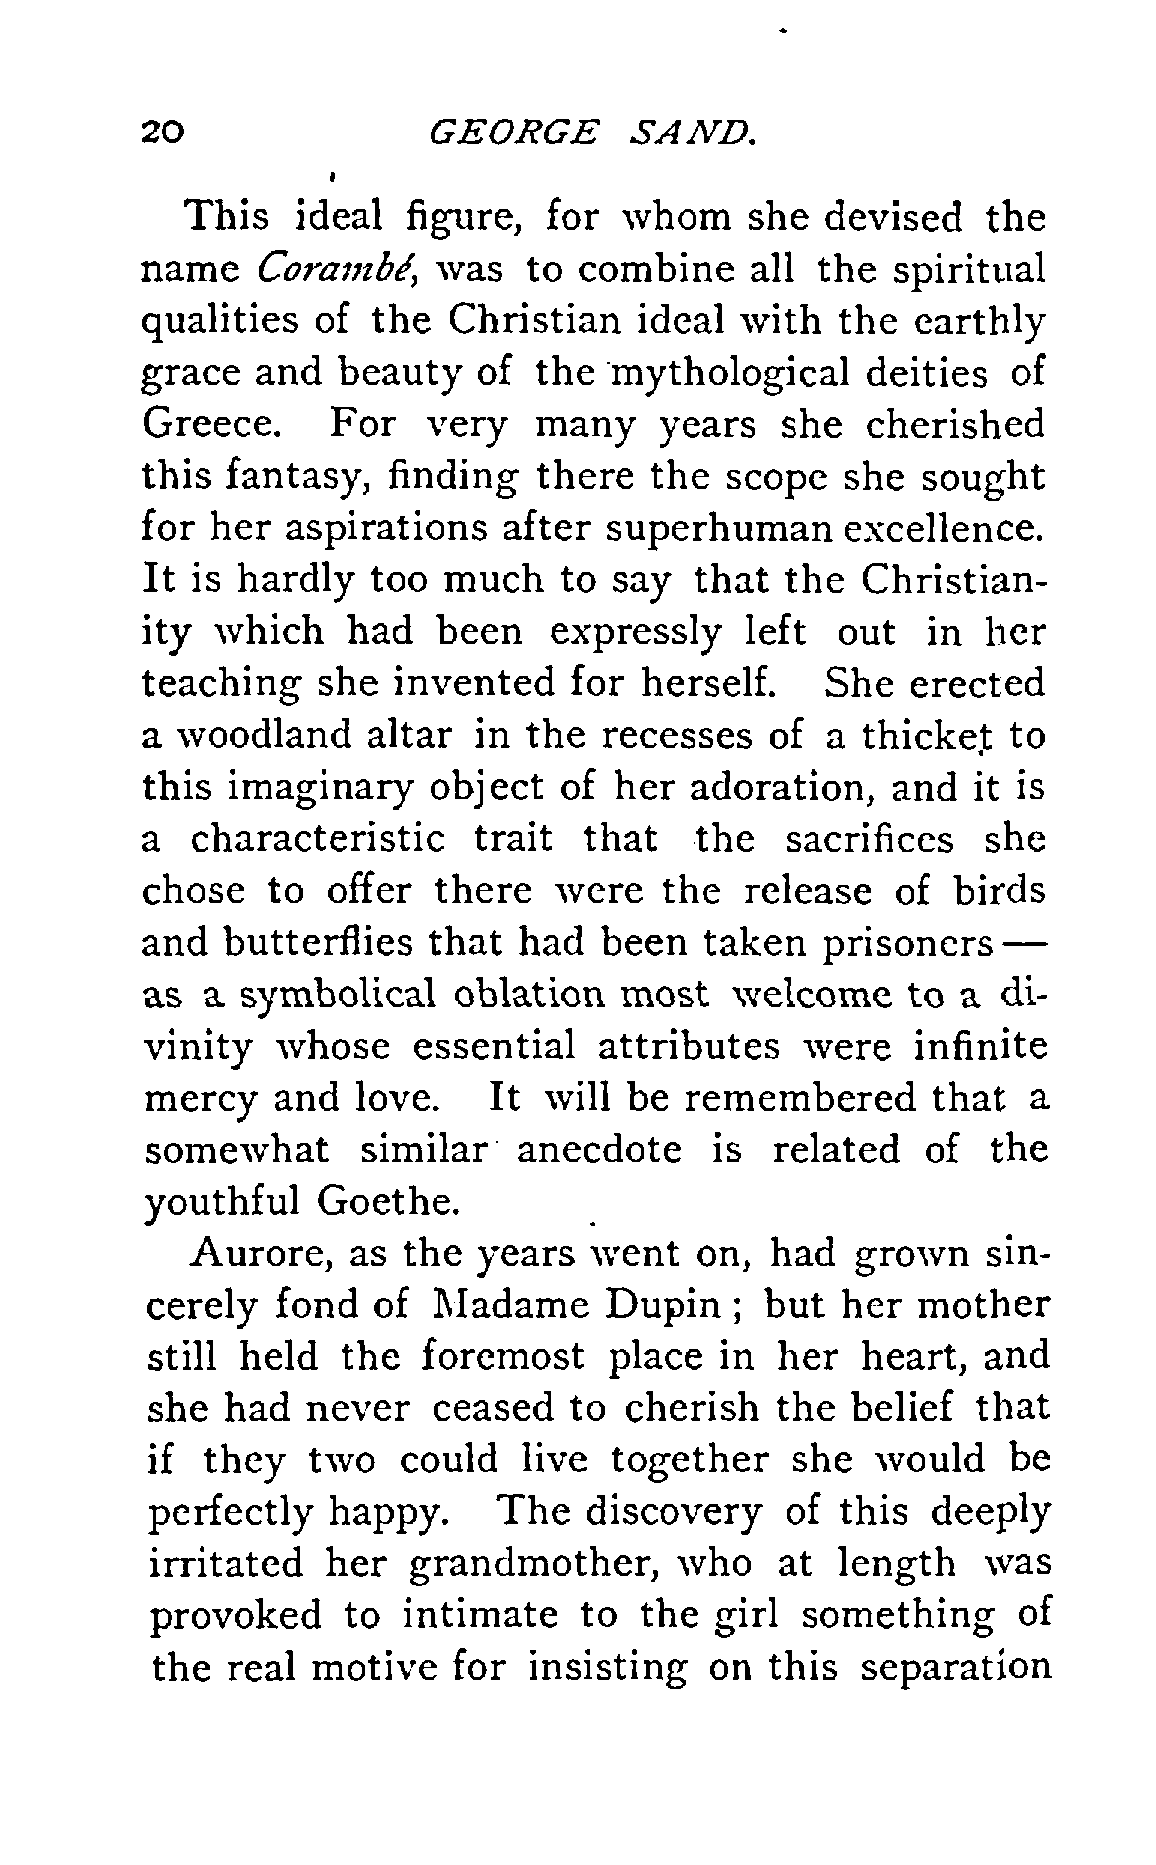 20 GEORGE SAND.
This ideal figure, for whom she devised the
name Corambé, was to combine all the spiritual
qualities of the Christian ideal with the earthly
grace and beauty of the mythological deities of
Greece. For very many years she cherished
this fantasy, finding there the scope she sought
for her aspirations after superhuman excellence.
It is hardly too much to say that the Christian-
ity which had been expressly left out in her
teaching she invented for herself. She erected
a woodland altar in the recesses of a thicket to
this imaginary object of her adoration, and it is
a characteristic trait that the sacrifices she
chose to offer there were the release of birds
and butterflies that had been taken prisoners —
as a symbolical oblation most welcome to a di-
vinity whose essential attributes were infinite
mercy and love. It will be remembered that a
somewhat similar anecdote is related of the
youthful Goethe.
Aurore, as the years went on, had grown sin-
cerely fond of Madame Dupin ; but her mother
still held the foremost place in her heart, and
she had never ceased to cherish the belief that
if they two could live together she would be
perfectly happy. The discovery of this deeply
irritated her grandmother, who at length was
provoked to intimate to the girl something of
the real motive for insisting on this separation